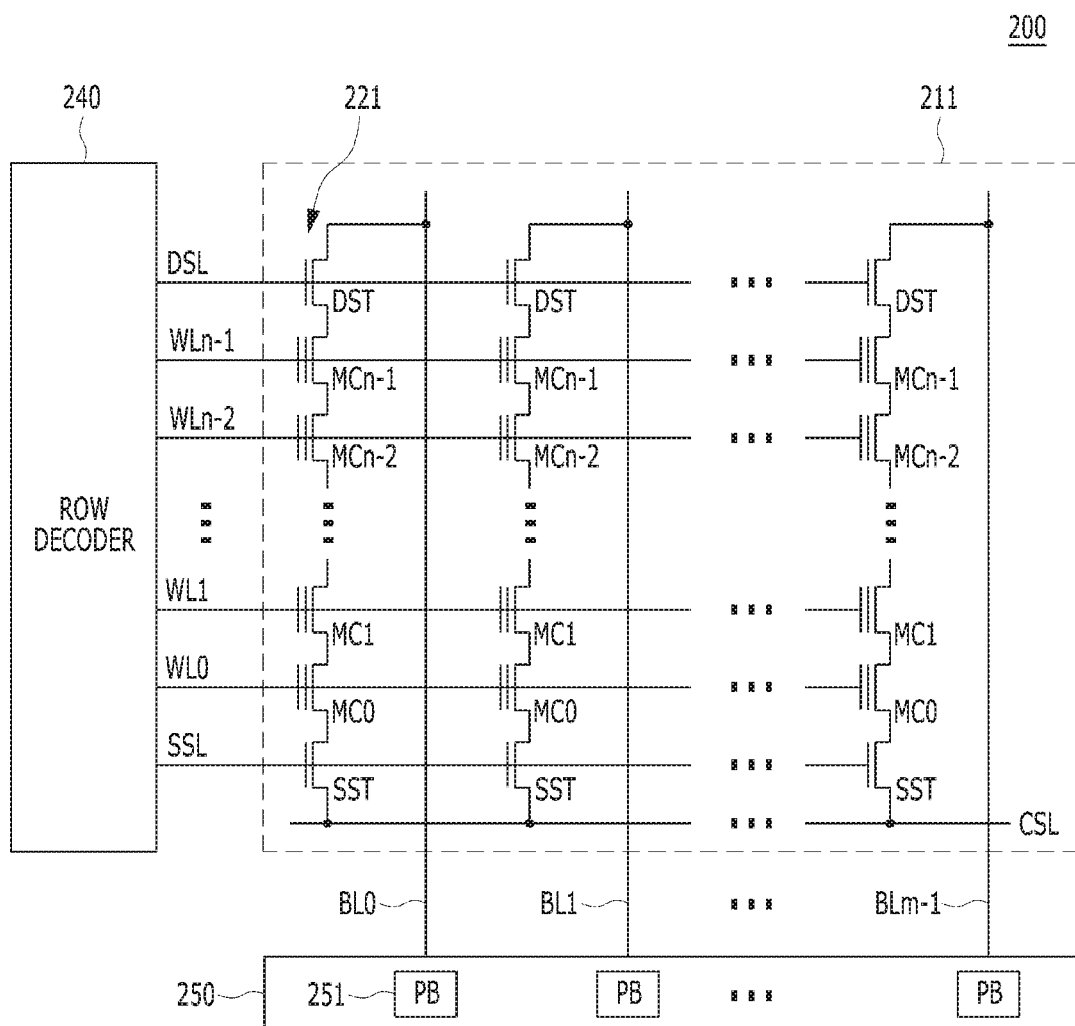 200
240 221 211
DSL
DST DST DST
WLn-1
MCn-1 MCn-1 MCn-1
WLn-2
MCn-2 MCn-2 MCn-2
ROW
DECODER
WL1
MC1 MC1 MC1
WL0
MC0 MC0 MC0
SSL
SST SST SST
CSL
BL0 BL1 BLm-1
250 251 PB PB PB